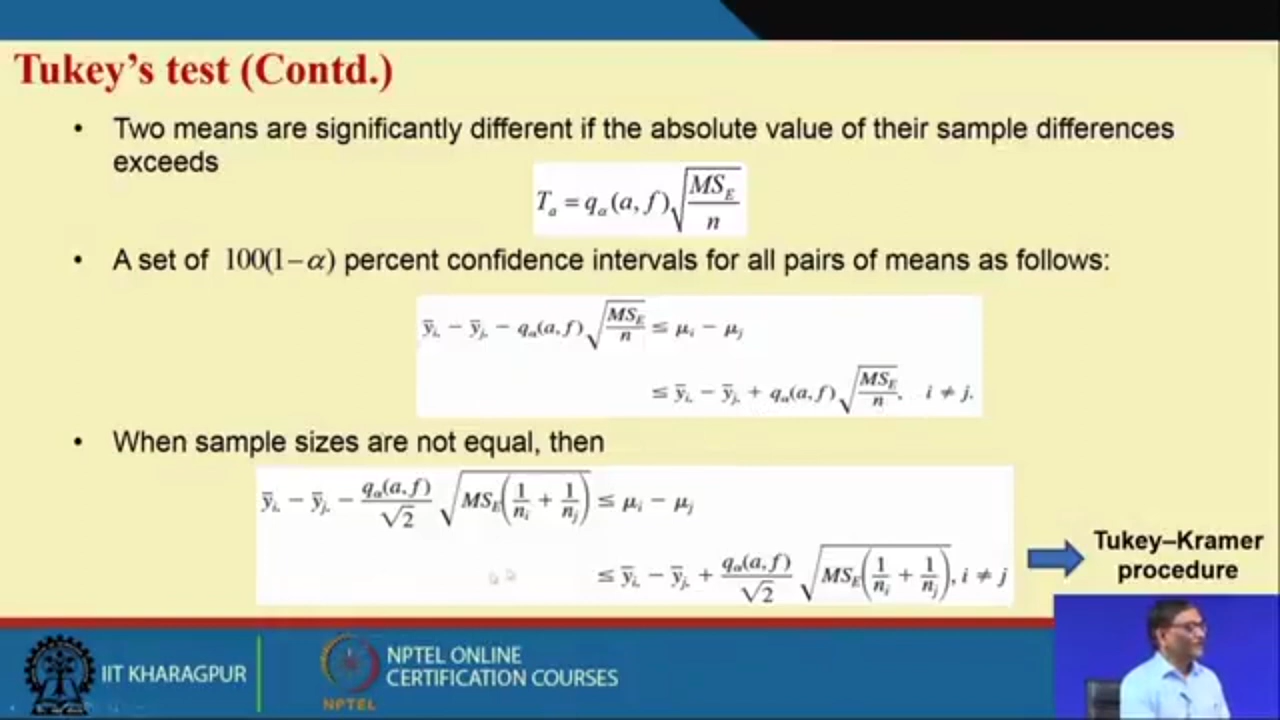 Tukey's test (Contd.)
• Two means are significantly different if the absolute value of their sample differences
exceeds
T_a = q_α(a, f)√(MS_E/n)
• A set of 100(1−α) percent confidence intervals for all pairs of means as follows:
ȳ_i. − ȳ_j. − q_α(a, f)√(MS_E/n) ≤ μ_i − μ_j
≤ ȳ_i. − ȳ_j. + q_α(a, f)√(MS_E/n), i ≠ j.
• When sample sizes are not equal, then
ȳ_i. − ȳ_j. − (q_α(a, f)/√2)√(MS_E(1/n_i + 1/n_j)) ≤ μ_i − μ_j
≤ ȳ_i. − ȳ_j. + (q_α(a, f)/√2)√(MS_E(1/n_i + 1/n_j)), i ≠ j
Tukey–Kramer
procedure
IIT KHARAGPUR
NPTEL
NPTEL ONLINE
CERTIFICATION COURSES